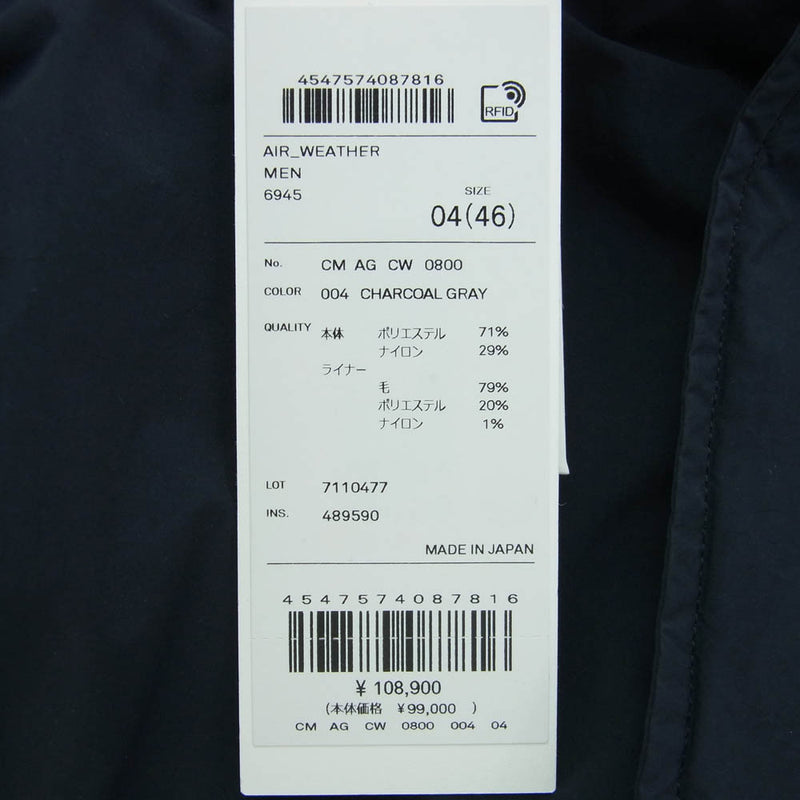 4547574087816
RFID
AIR_WEATHER
MEN
6945
SIZE
04(46)
No. CM AG CW 0800
COLOR 004 CHARCOAL GRAY
QUALITY 本体 ポリエステル 71%
ナイロン 29%
ライナー
毛 79%
ポリエステル 20%
ナイロン 1%
LOT 7110477
INS. 489590
MADE IN JAPAN
4547574087816
¥ 108,900
(本体価格 ¥99,000 )
CM AG CW 0800 004 04